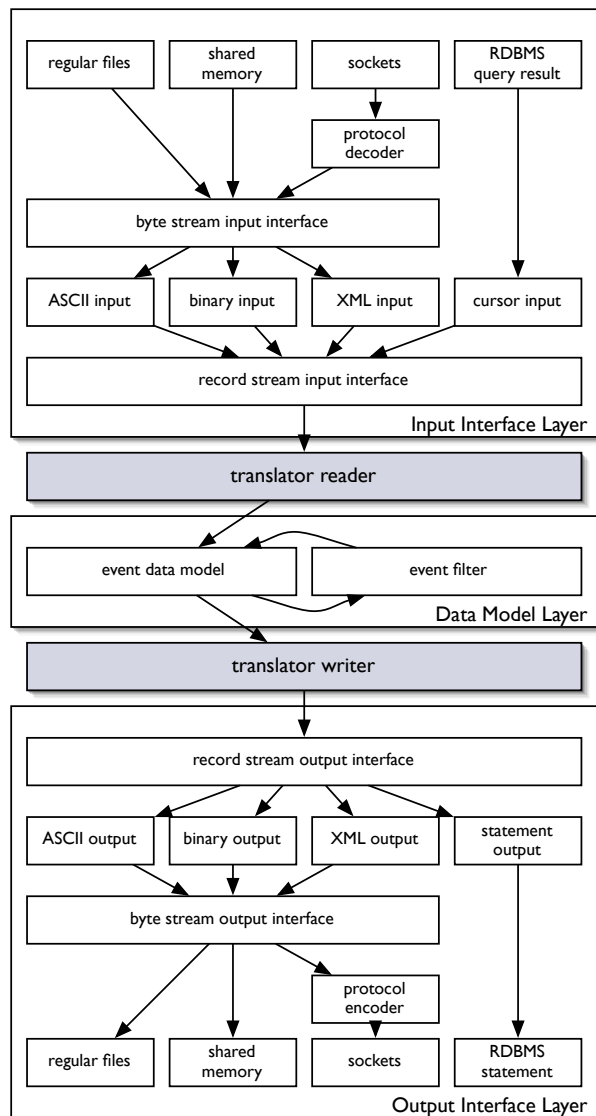 regular files
shared
memory
sockets
RDBMS
query result
protocol
decoder
byte stream input interface
ASCII input
binary input
XML input
cursor input
record stream input interface
Input Interface Layer
translator reader
event data model
event filter
Data Model Layer
translator writer
record stream output interface
ASCII output
binary output
XML output
statement
output
byte stream output interface
protocol
encoder
regular files
shared
memory
sockets
RDBMS
statement
Output Interface Layer